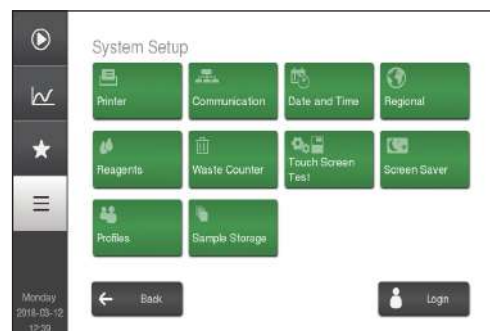 System Setup
Printer
Communication
Date and Time
Regional
Reagents
Waste Counter
Touch Screen
Test
Screen Saver
Profiles
Sample Storage
Monday
2018-03-12
12:39
Back
Login